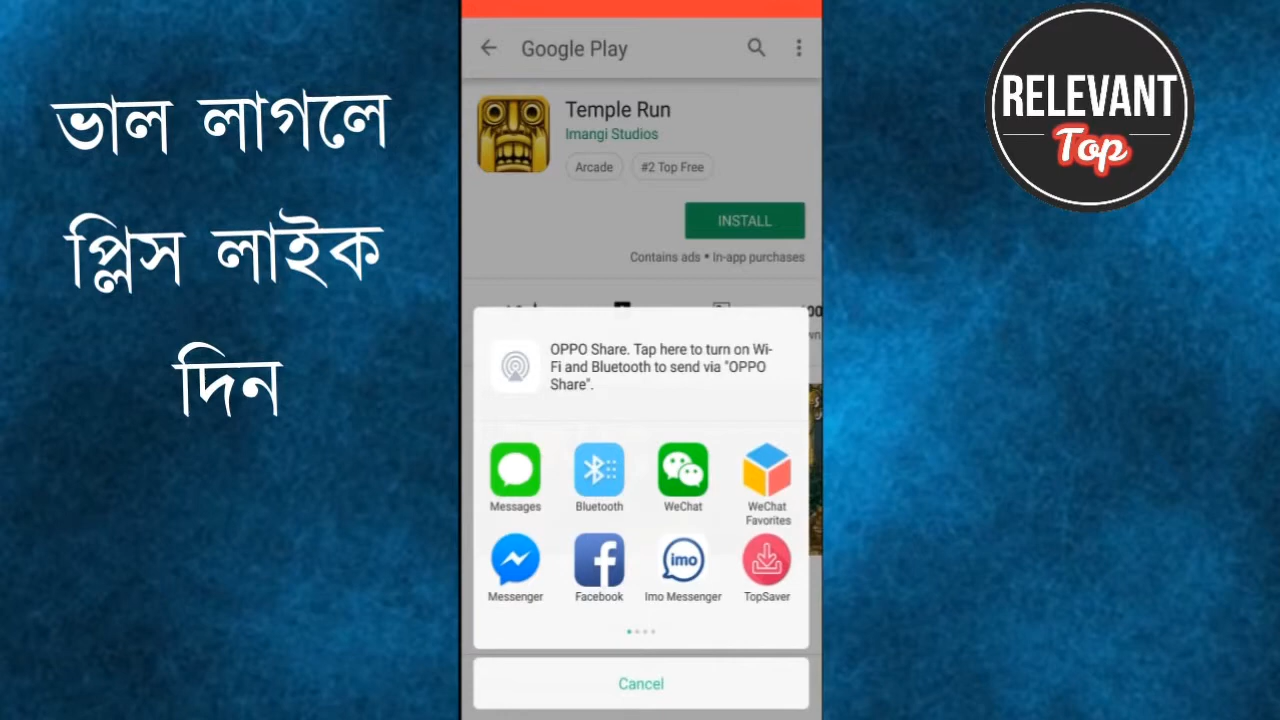 ভাল লাগলে
প্লিস লাইক
দিন
Google Play
Temple Run
Imangi Studios
Arcade
#2 Top Free
INSTALL
Contains ads • In-app purchases
OPPO Share. Tap here to turn on Wi-
Fi and Bluetooth to send via "OPPO
Share".
Messages
Bluetooth
WeChat
WeChat
Favorites
Messenger
Facebook
imo
Imo Messenger
TopSaver
Cancel
RELEVANT
Top